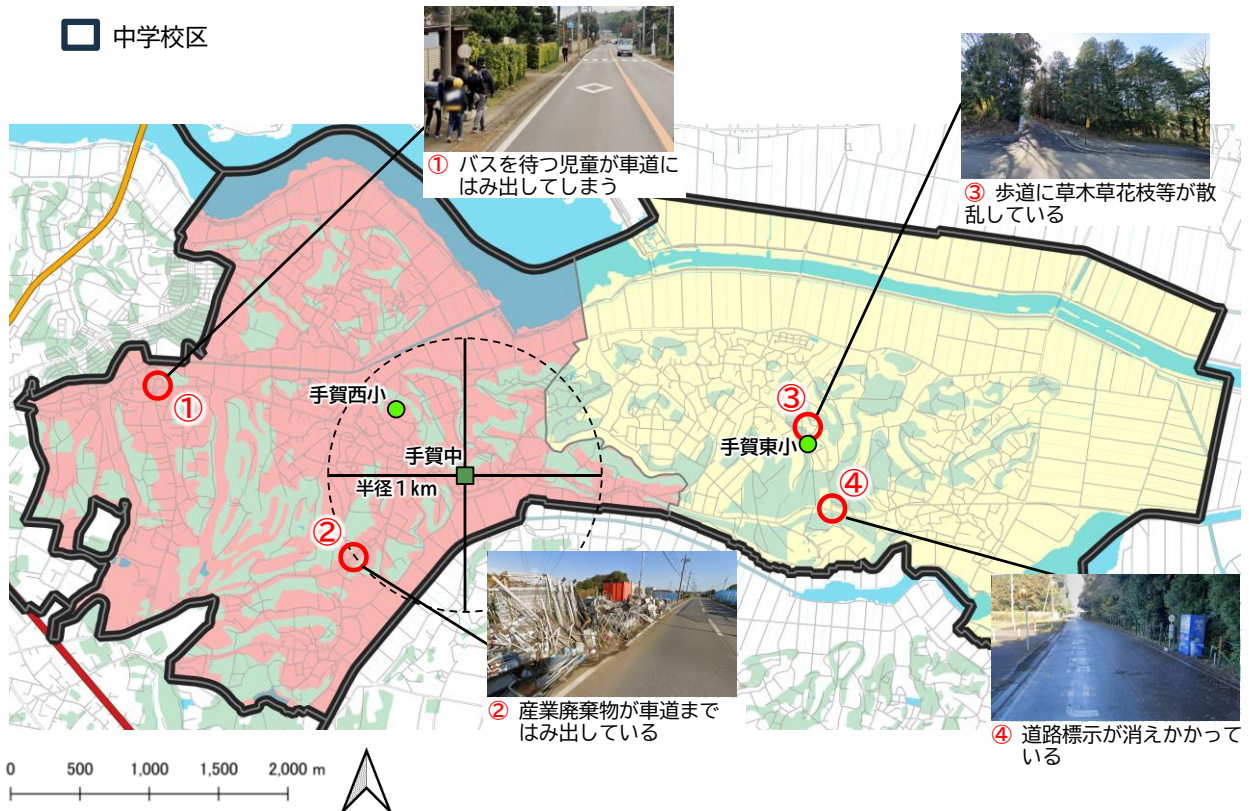 中学校区
① バスを待つ児童が車道に
はみ出してしまう
③ 歩道に草木草花枝等が散
乱している
①
手賀西小
手賀中
半径1km
②
③
手賀東小
④
② 産業廃棄物が車道まで
はみ出している
④ 道路標示が消えかかって
いる
0 500 1,000 1,500 2,000 m